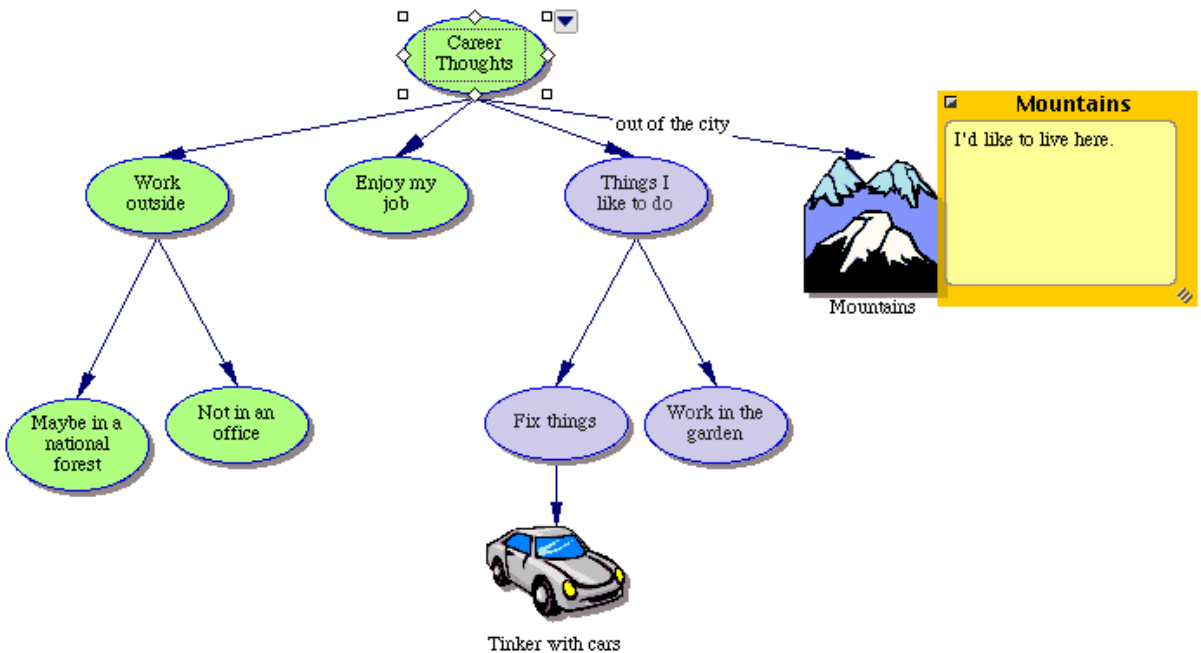 Career
Thoughts
out of the city
Mountains
I'd like to live here.
Work
outside
Enjoy my
job
Things I
like to do
Mountains
Maybe in a
national
forest
Not in an
office
Fix things
Work in the
garden
Tinker with cars